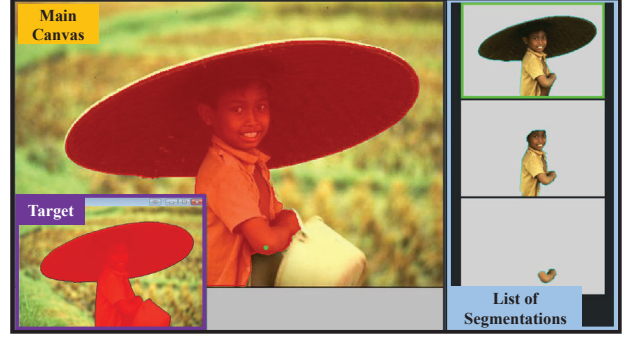 Main
Canvas
Target
List of
Segmentations